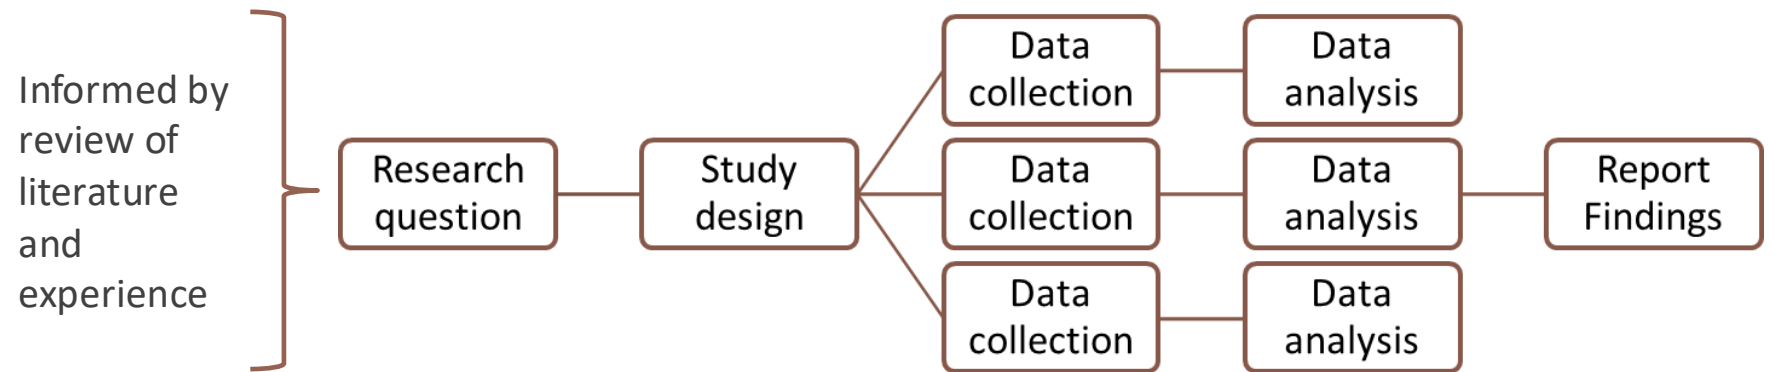 Informed by
review of
literature
and
experience
Research
question
Study
design
Data
collection
Data
analysis
Data
collection
Data
analysis
Report
Findings
Data
collection
Data
analysis